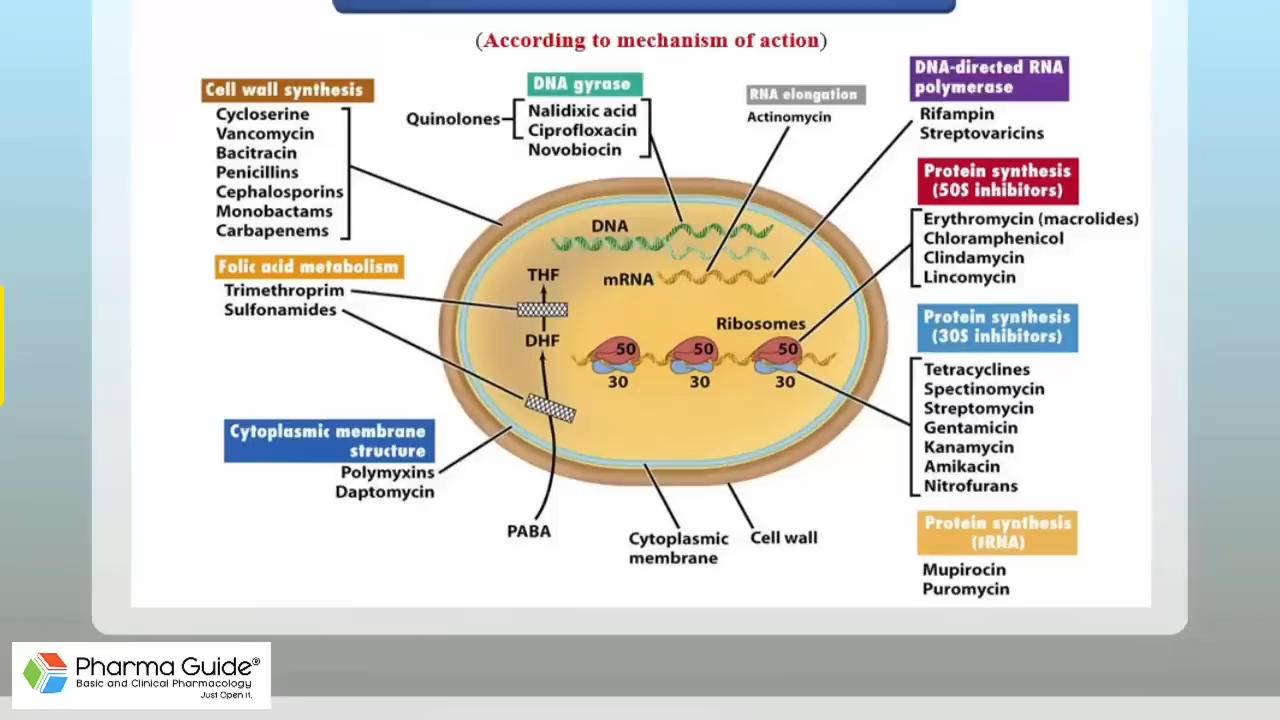 (According to mechanism of action)
Cell wall synthesis
Cycloserine
Vancomycin
Bacitracin
Penicillins
Cephalosporins
Monobactams
Carbapenems
Folic acid metabolism
Trimethroprim
Sulfonamides
Cytoplasmic membrane
structure
Polymyxins
Daptomycin
DNA gyrase
Quinolones
Nalidixic acid
Ciprofloxacin
Novobiocin
RNA elongation
Actinomycin
DNA-directed RNA
polymerase
Rifampin
Streptovaricins
Protein synthesis
(50S inhibitors)
Erythromycin (macrolides)
Chloramphenicol
Clindamycin
Lincomycin
Protein synthesis
(30S inhibitors)
Tetracyclines
Spectinomycin
Streptomycin
Gentamicin
Kanamycin
Amikacin
Nitrofurans
Protein synthesis
(tRNA)
Mupirocin
Puromycin
DNA
THF
mRNA
DHF
Ribosomes
50 50 50
30 30 30
PABA
Cytoplasmic
membrane
Cell wall
Pharma Guide®
Basic and Clinical Pharmacology
Just Open it.